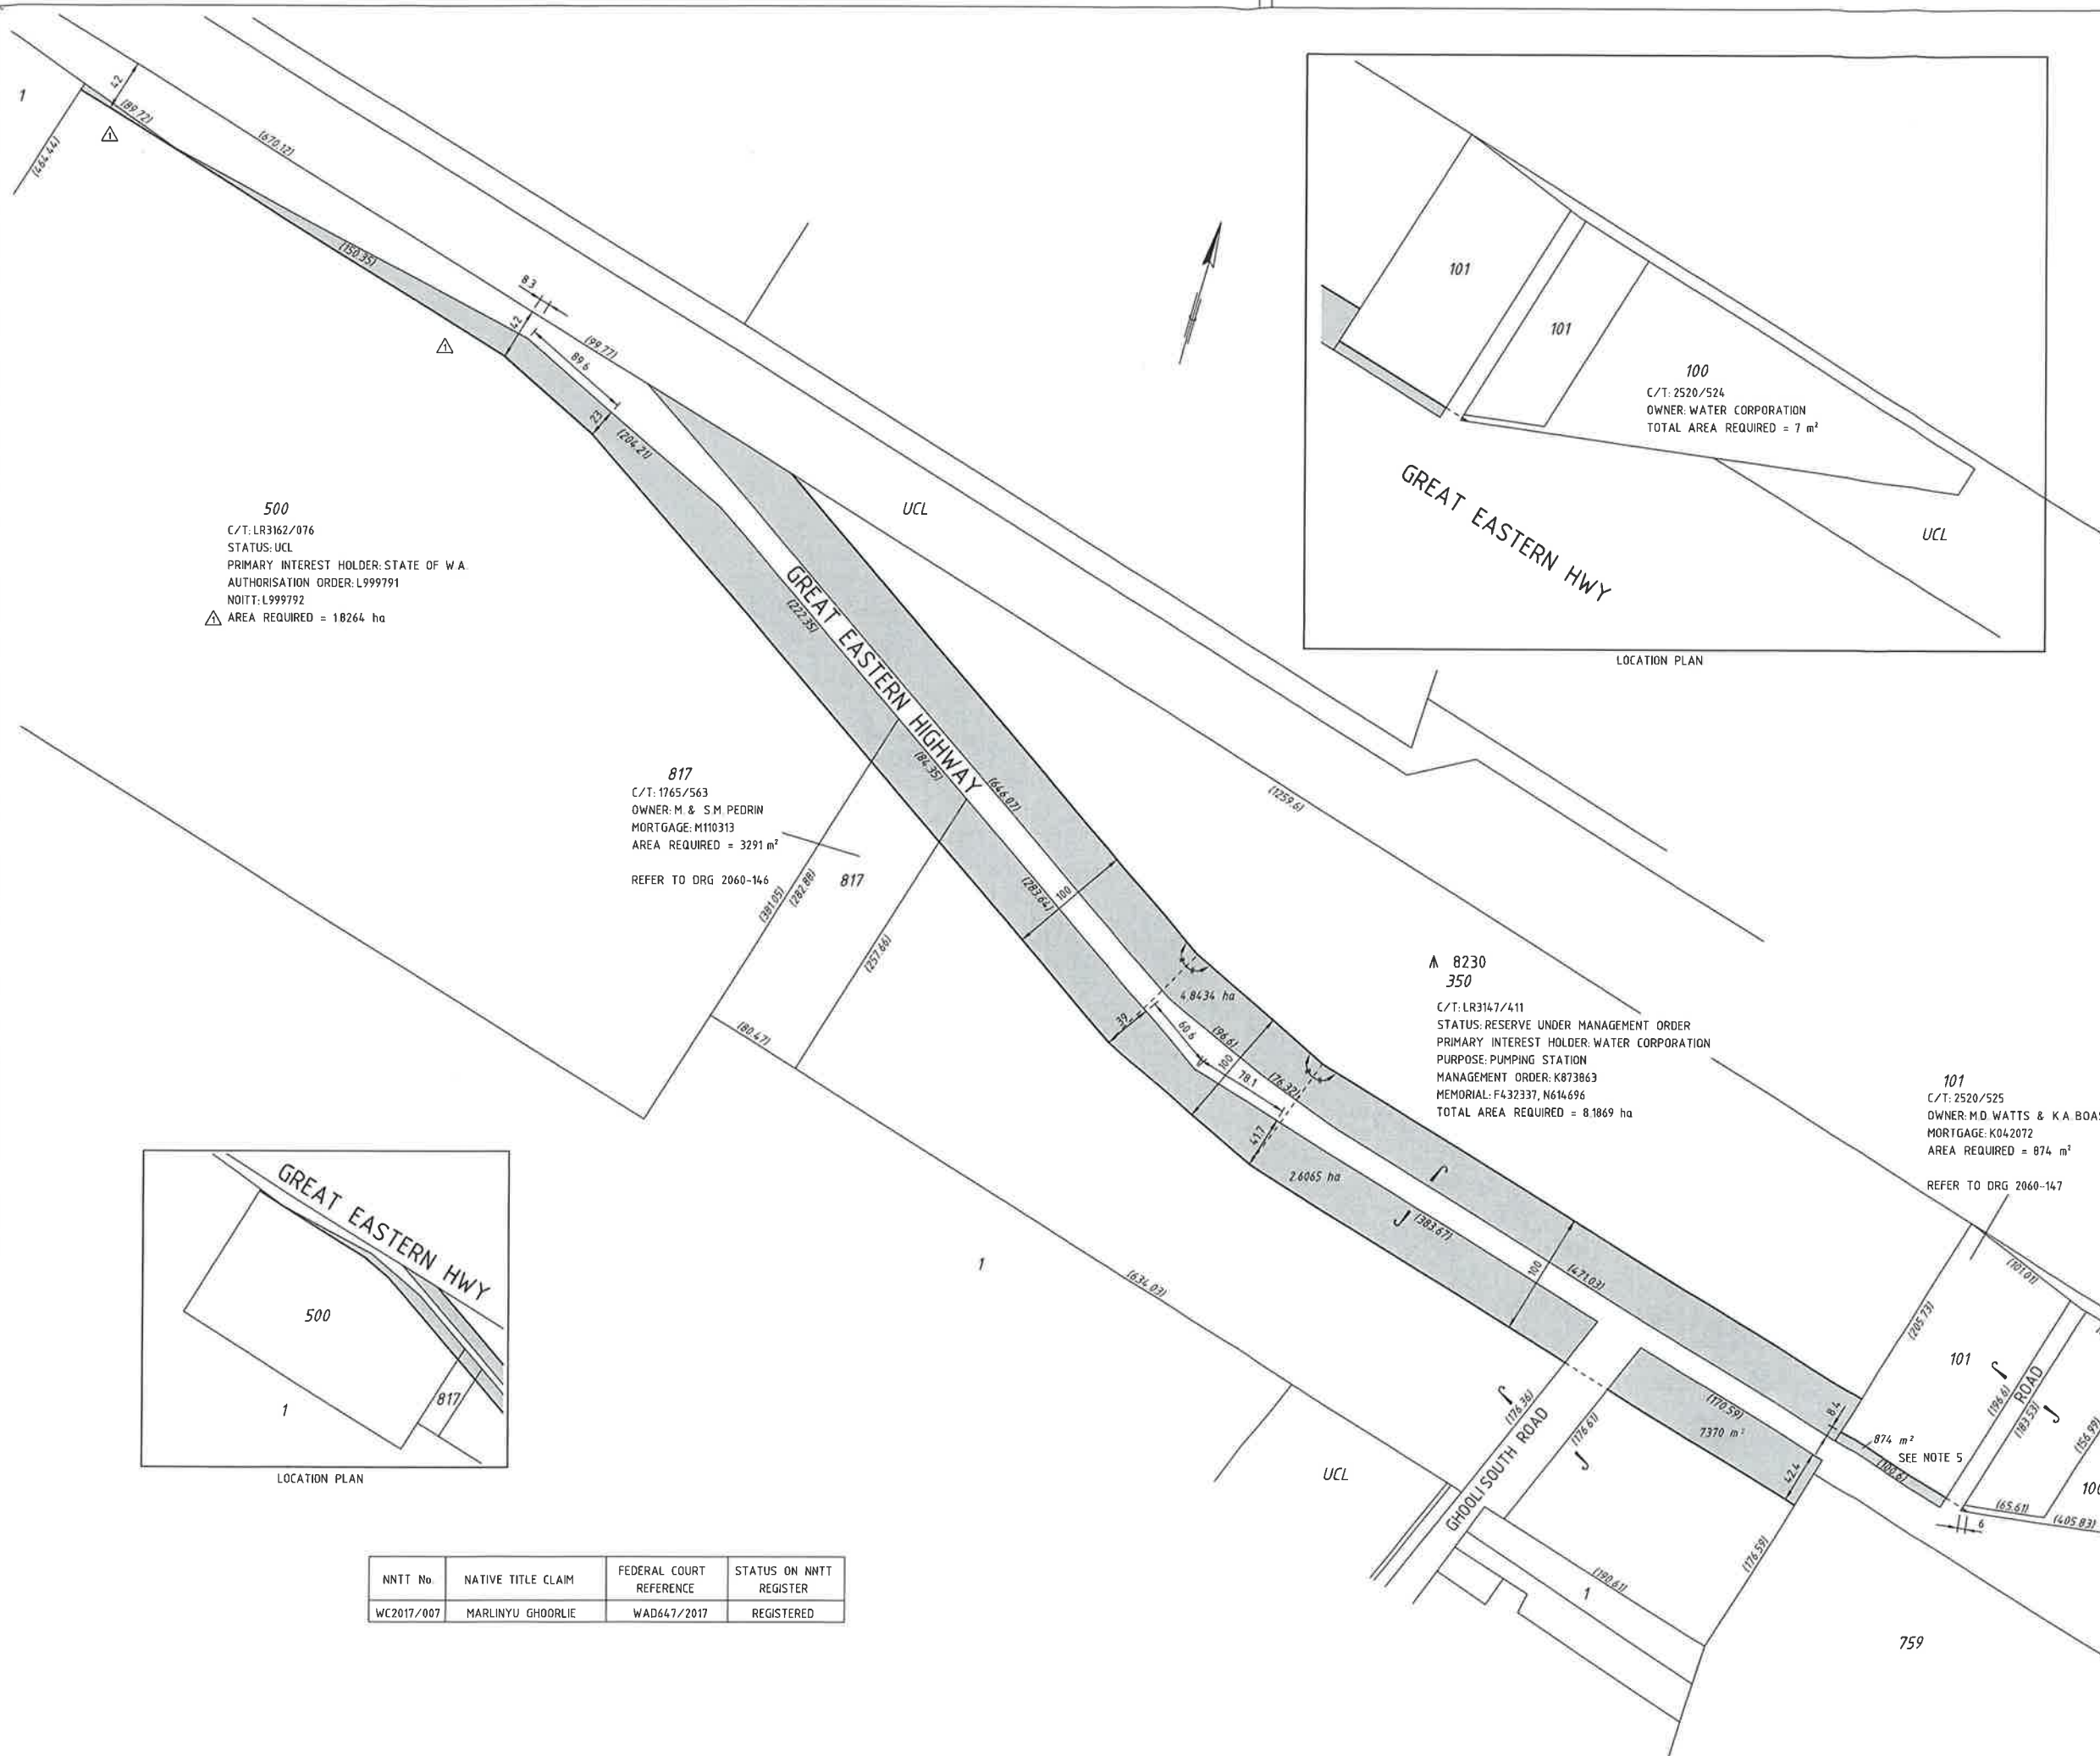 1
42
(89.72)
(464.44)
1
(670.12)
(150.35)
1
83
42
(99.77)
89.6
23
(204.21)
500
C/T: LR3162/076
STATUS: UCL
PRIMARY INTEREST HOLDER: STATE OF W.A.
AUTHORISATION ORDER: L999791
NOITT: L999792
1 AREA REQUIRED = 1.8264 ha
UCL
101
101
100
C/T: 2520/524
OWNER: WATER CORPORATION
TOTAL AREA REQUIRED = 7 m²
GREAT EASTERN HWY
UCL
LOCATION PLAN
GREAT EASTERN HIGHWAY
(222.35)
(84.35)
(646.07)
(1259.6)
817
C/T: 1765/563
OWNER: M. & S.M. PEDRIN
MORTGAGE: M110313
AREA REQUIRED = 3291 m²
REFER TO DRG 2060-146
817
(381.05)
(282.88)
(257.66)
(283.64)
100
(80.47)
39
4.8434 ha
60.6
(96.6)
100
78.1
(76.32)
41.7
2.6065 ha
8230
350
C/T: LR3147/411
STATUS: RESERVE UNDER MANAGEMENT ORDER
PRIMARY INTEREST HOLDER: WATER CORPORATION
PURPOSE: PUMPING STATION
MANAGEMENT ORDER: K873863
MEMORIAL: F432337, N614696
TOTAL AREA REQUIRED = 8.1869 ha
101
C/T: 2520/525
OWNER: M.D. WATTS & K.A. BOAS
MORTGAGE: K042072
AREA REQUIRED = 874 m²
REFER TO DRG 2060-147
(383.67)
100
(471.03)
1
(634.03)
(101.01)
(205.73)
101
(196.6)
ROAD
(183.53)
(156.99)
100
8.4
874 m²
SEE NOTE 5
(100.6)
(65.61)
6
(405.83)
(170.59)
7370 m²
42.4
(176.36)
(176.61)
GHOOLI SOUTH ROAD
UCL
(176.59)
(190.61)
1
759
GREAT EASTERN HWY
500
817
1
LOCATION PLAN
NNTT No. NATIVE TITLE CLAIM FEDERAL COURT REFERENCE STATUS ON NNTT REGISTER
WC2017/007 MARLINYU GHOORLIE WAD647/2017 REGISTERED